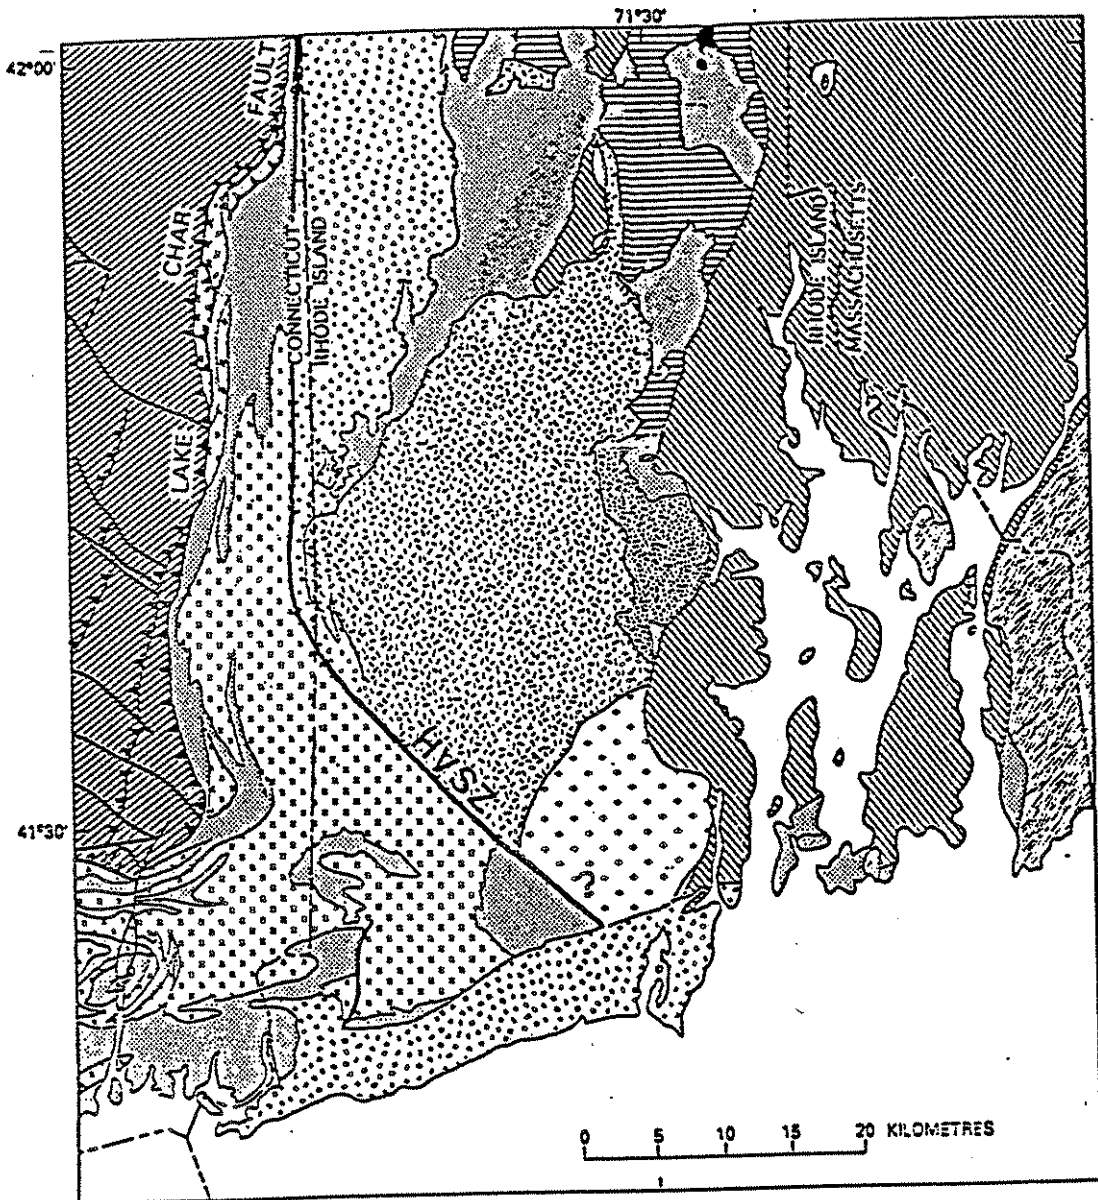 71°30'
42°00'
FAULT
CHAR
LAKE
CONNECTICUT
RHODE ISLAND
RHODE ISLAND
MASSACHUSETTS
HVSZ
?
41°30'
0 5 10 15 20 KILOMETRES